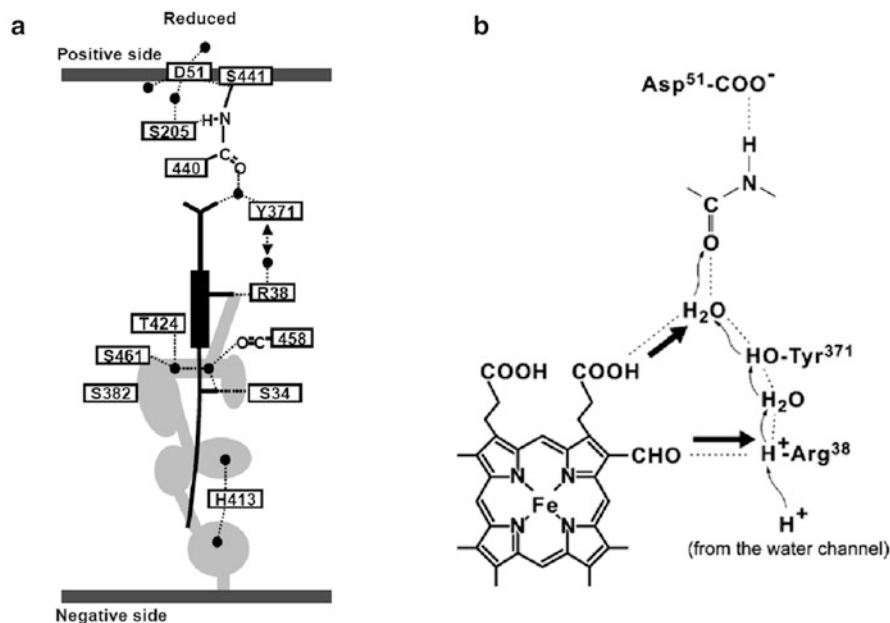 a
Reduced
Positive side
D51
S441
S205
H-N
440
C
O
Y371
R38
T424
O=C
458
S461
S382
S34
H413
Negative side
b
Asp51-COO-
H
N
C
O
H2O
HO-Tyr371
COOH
COOH
H2O
CHO
H+-Arg38
N
N
Fe
N
N
H+
(from the water channel)